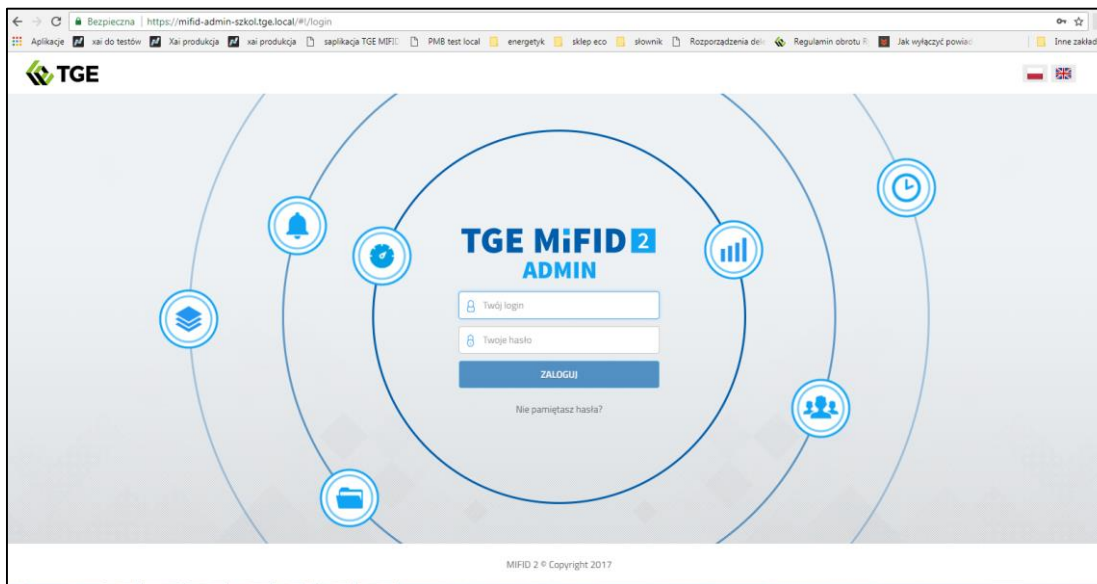 Bezpieczna | https://mifid-admin-szkol.tge.local/#!/login
Aplikacje xai do testów Xai produkcja xai produkcja saplikacja TGE MIFI PMB test local energetyk sklep eco słownik Rozporządzenia del Regulamin obrotu R Jak wyłączyć powiad Inne zakład
TGE
TGE MiFID 2
ADMIN
Twój login
Twoje hasło
ZALOGUJ
Nie pamiętasz hasła?
MIFID 2 © Copyright 2017